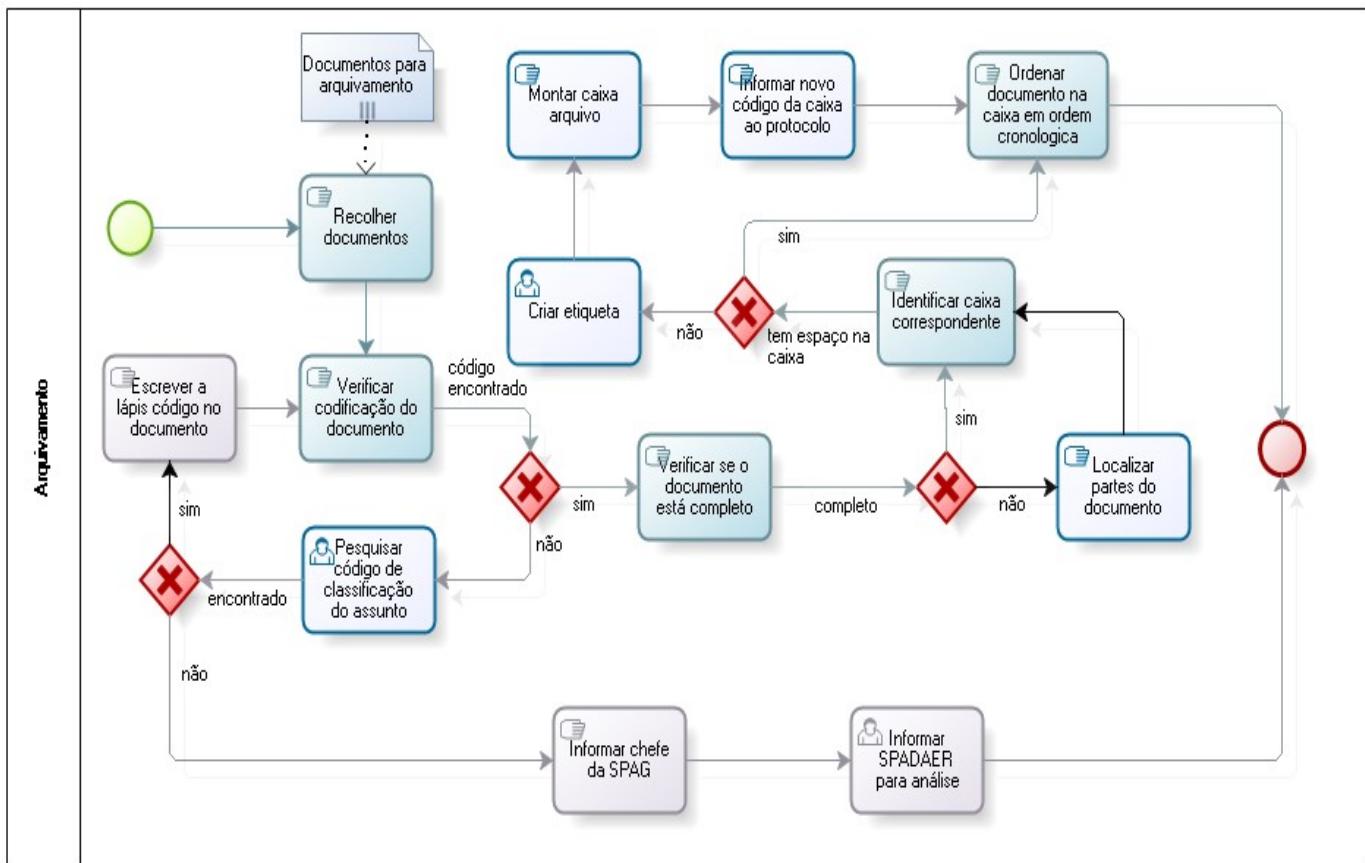 Arquivamento
Documentos para
arquivamento
Recolher
documentos
Montar caixa
arquivo
Informar novo
código da caixa
ao protocolo
Ordenar
documento na
caixa em ordem
cronologica
sim
Criar etiqueta
não
tem espaço na
caixa
Identificar caixa
correspondente
Escrever a
lápis código no
documento
Verificar
codificação do
documento
código
encontrado
sim
não
Verificar se o
documento
está completo
completo
sim
não
Localizar
partes do
documento
sim
encontrado
Pesquisar
código de
classificação
do assunto
não
Informar chefe
da SPAG
Informar
SPADAER
para análise